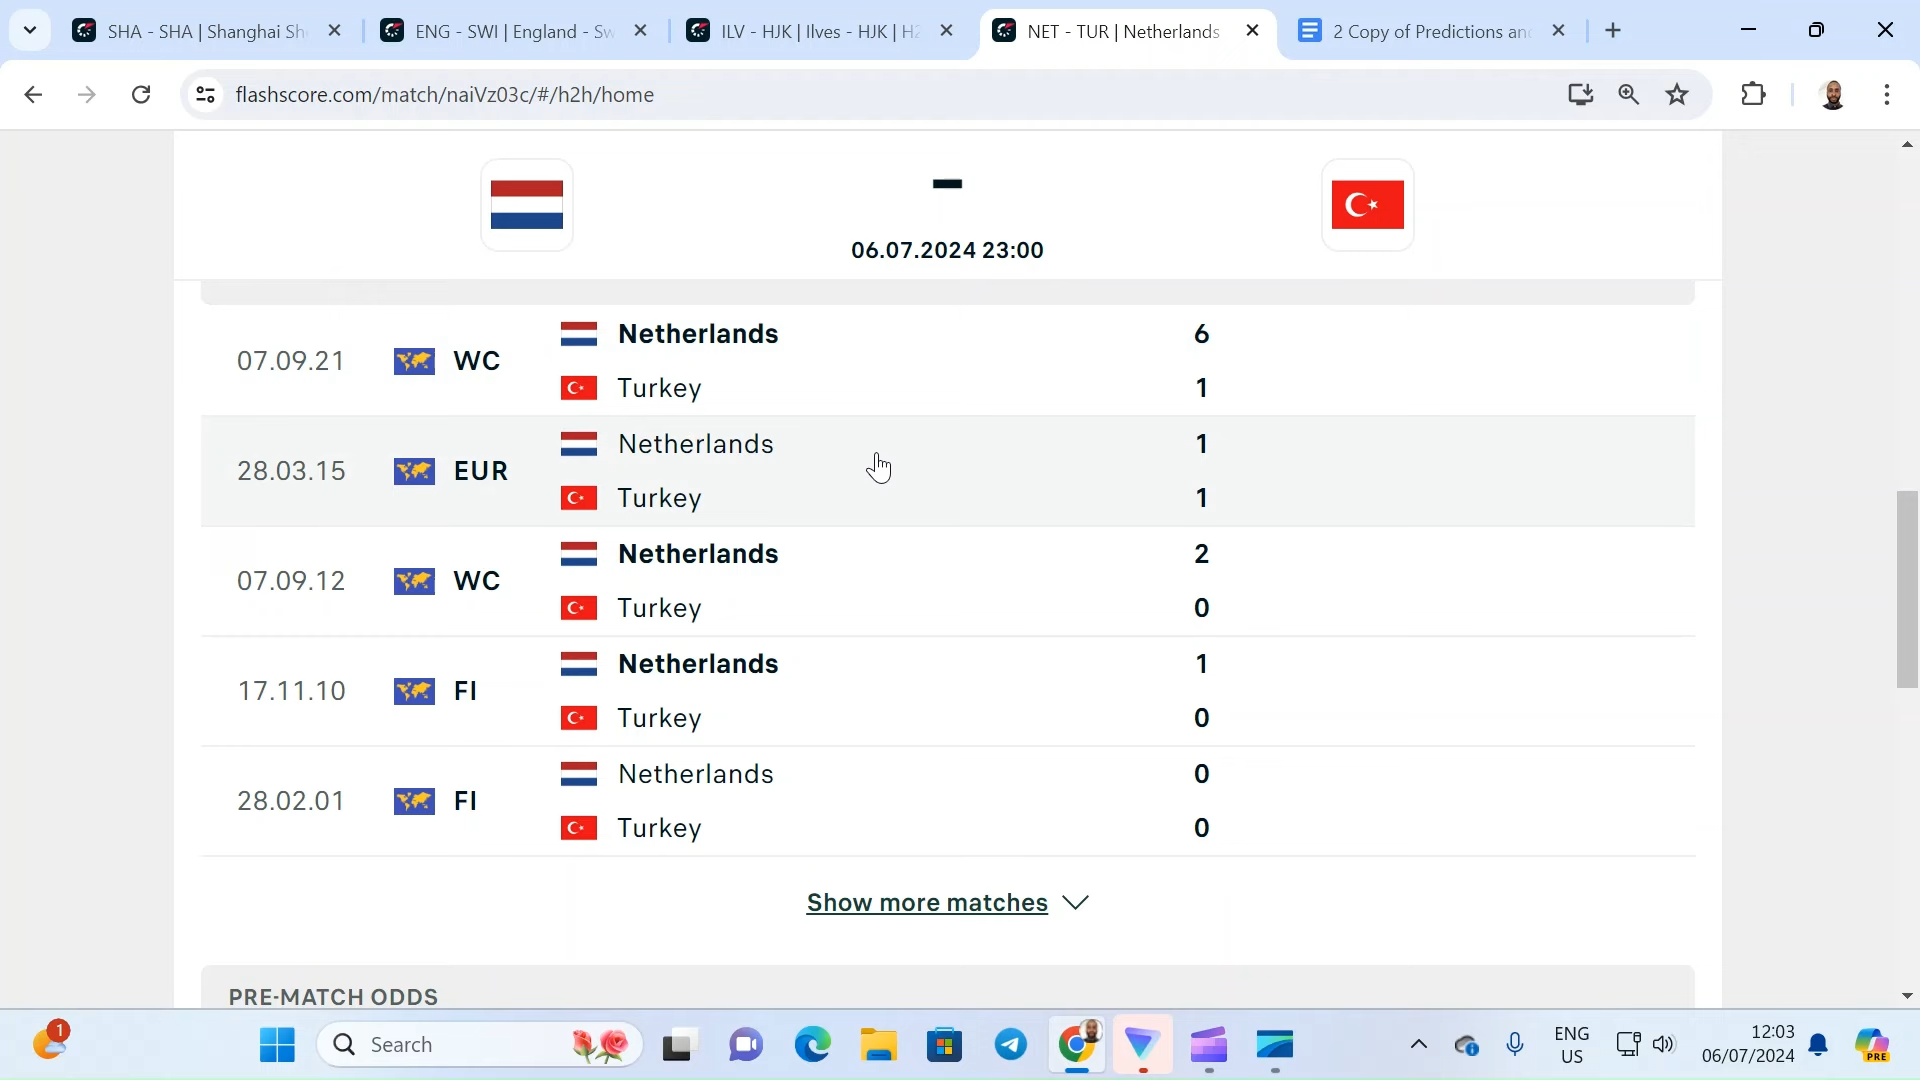 SHA - SHA | Shanghai Sh
ENG - SWI | England - Sw
ILV - HJK | Ilves - HJK | H2
NET - TUR | Netherlands
2 Copy of Predictions an
flashscore.com/match/naiVz03c/#/h2h/home
06.07.2024 23:00
07.09.21 WC Netherlands 6
Turkey 1
28.03.15 EUR Netherlands 1
Turkey 1
07.09.12 WC Netherlands 2
Turkey 0
17.11.10 FI Netherlands 1
Turkey 0
28.02.01 FI Netherlands 0
Turkey 0
Show more matches
PRE-MATCH ODDS
1
Search
ENG
US
12:03
06/07/2024
PRE